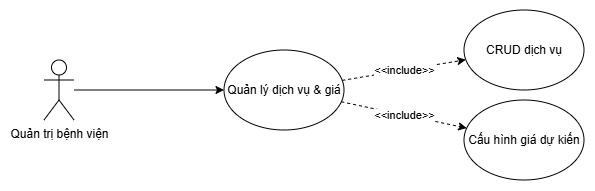 CRUD dịch vụ
<<include>>
Quản lý dịch vụ & giá
<<include>>
Quản trị bệnh viện
Cấu hình giá dự kiến